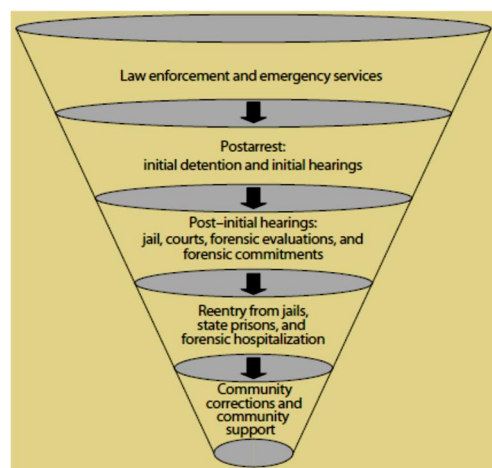 Law enforcement and emergency services
Postarrest:
initial detention and initial hearings
Post–initial hearings:
jail, courts, forensic evaluations, and
forensic commitments
Reentry from jails,
state prisons, and
forensic hospitalization
Community
corrections and
community
support